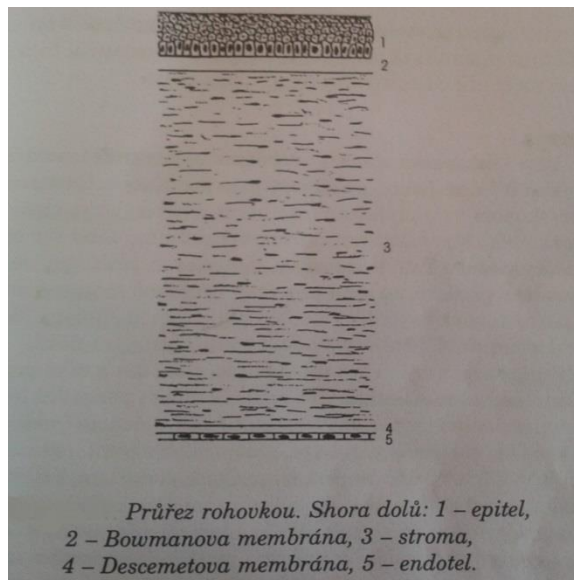 1
2
3
4
5
Průřez rohovkou. Shora dolů: 1 – epitel,
2 – Bowmanova membrána, 3 – stroma,
4 – Descemetova membrána, 5 – endotel.